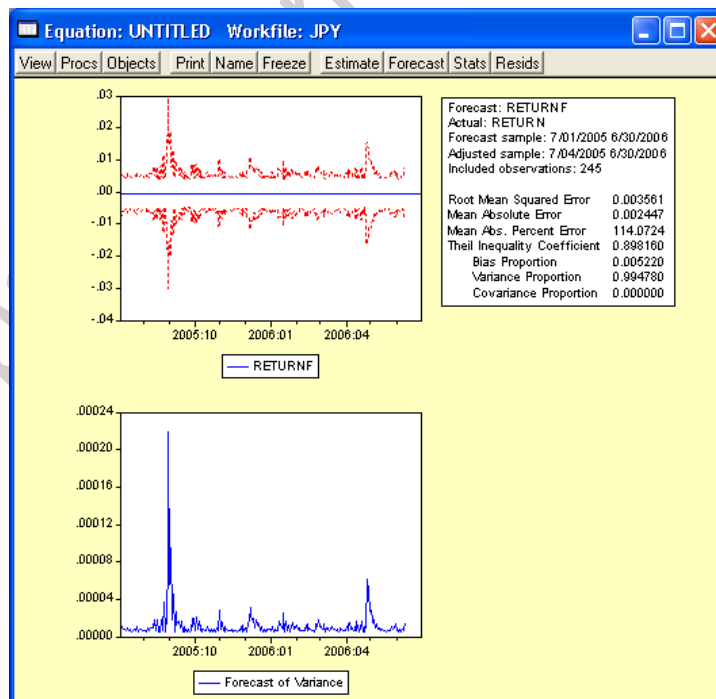 Equation: UNTITLED Workfile: JPY
View Procs Objects Print Name Freeze Estimate Forecast Stats Resids
.03
.02
.01
.00
-.01
-.02
-.03
-.04
2005:10 2006:01 2006:04
RETURNF
Forecast: RETURNF
Actual: RETURN
Forecast sample: 7/01/2005 6/30/2006
Adjusted sample: 7/04/2005 6/30/2006
Included observations: 245
Root Mean Squared Error 0.003561
Mean Absolute Error 0.002447
Mean Abs. Percent Error 114.0724
Theil Inequality Coefficient 0.898160
Bias Proportion 0.005220
Variance Proportion 0.994780
Covariance Proportion 0.000000
.00024
.00020
.00016
.00012
.00008
.00004
.00000
2005:10 2006:01 2006:04
Forecast of Variance